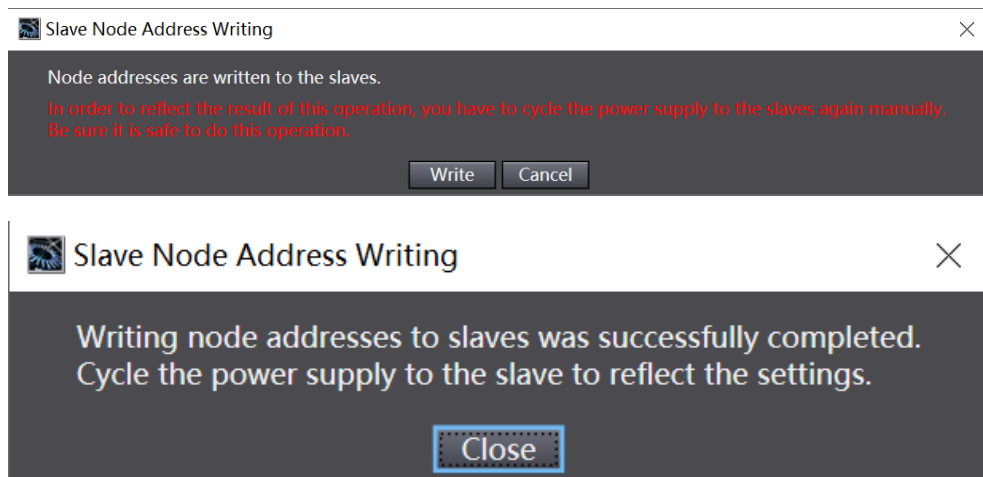 Slave Node Address Writing
Node addresses are written to the slaves.
In order to reflect the result of this operation, you have to cycle the power supply to the slaves again manually.
Be sure it is safe to do this operation.
Write Cancel
Slave Node Address Writing
Writing node addresses to slaves was successfully completed.
Cycle the power supply to the slave to reflect the settings.
Close